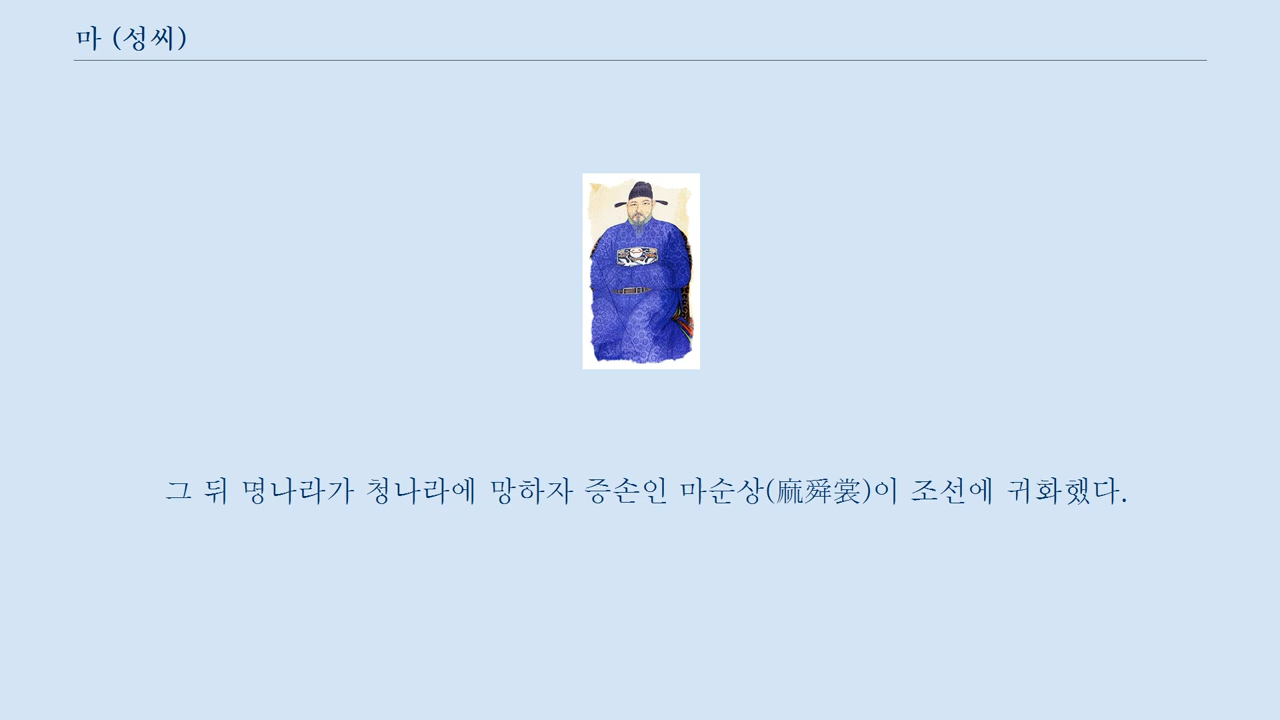 마 (성씨)
그 뒤 명나라가 청나라에 망하자 증손인 마순상(麻舜裳)이 조선에 귀화했다.